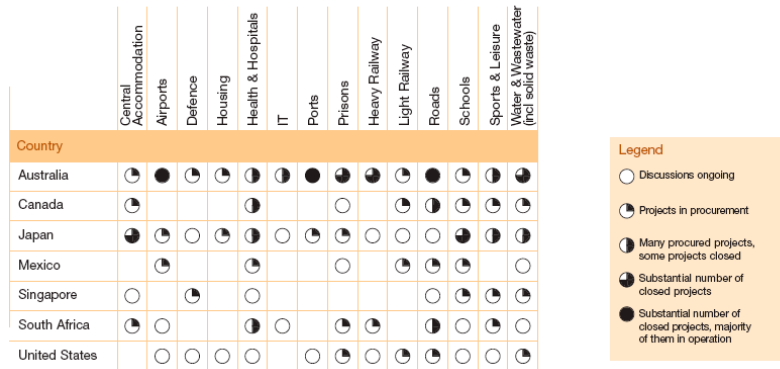 Central
Accommodation
Airports
Defence
Housing
Health & Hospitals
IT
Ports
Prisons
Heavy Railway
Light Railway
Roads
Schools
Sports & Leisure
Water & Wastewater
(incl solid waste)
Country
Australia
Canada
Japan
Mexico
Singapore
South Africa
United States
Legend
Discussions ongoing
Projects in procurement
Many procured projects,
some projects closed
Substantial number of
closed projects
Substantial number of
closed projects, majority
of them in operation